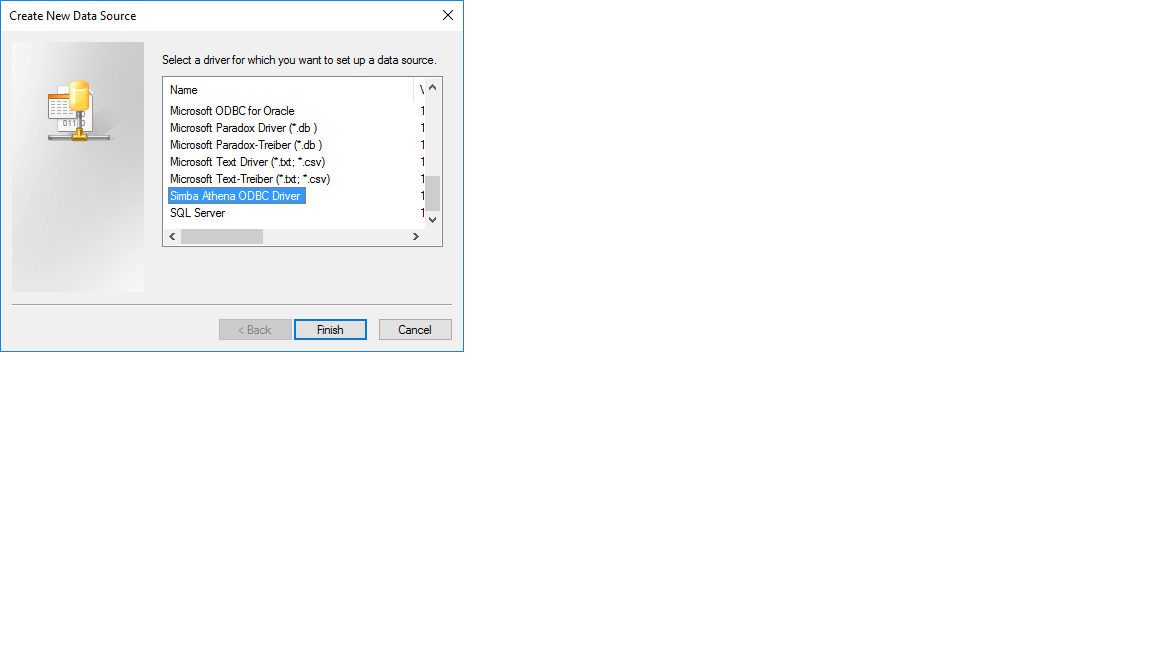 Create New Data Source
Select a driver for which you want to set up a data source.
Name V
Microsoft ODBC for Oracle 1
Microsoft Paradox Driver (*.db ) 1
Microsoft Paradox-Treiber (*.db ) 1
Microsoft Text Driver (*.txt; *.csv) 1
Microsoft Text-Treiber (*.txt; *.csv) 1
Simba Athena ODBC Driver 1
SQL Server 1
< Back Finish Cancel